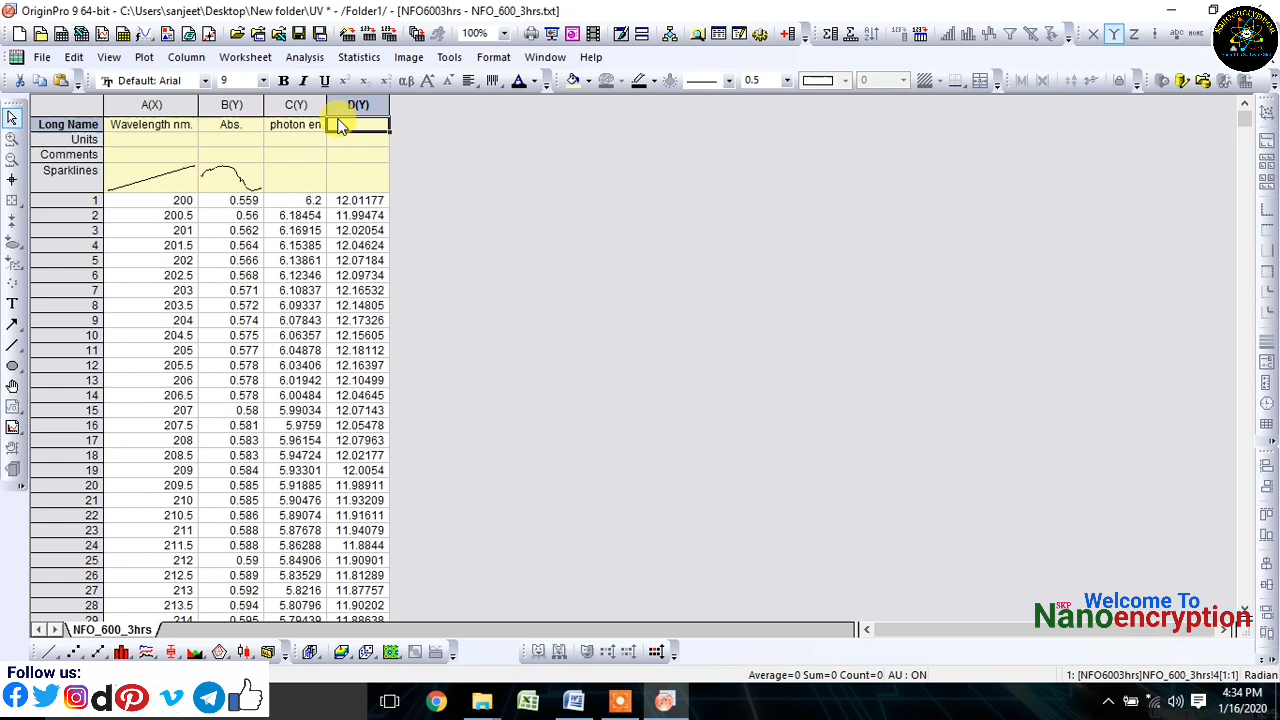 OriginPro 9 64-bit - C:\Users\sanjeet\Desktop\New folder\UV * - /Folder1/ - [NFO6003hrs - NFO_600_3hrs.txt]
100%
Y Z
File Edit View Plot Column Worksheet Analysis Statistics Image Tools Format Window Help
Default: Arial 9 B I U 0.5 0
A(X) B(Y) C(Y) D(Y)
Long Name Wavelength nm. Abs. photon en
Units
Comments
Sparklines
1 200 0.559 6.2 12.01177
2 200.5 0.56 6.18454 11.99474
3 201 0.562 6.16915 12.02054
4 201.5 0.564 6.15385 12.04624
5 202 0.566 6.13861 12.07184
6 202.5 0.568 6.12346 12.09734
7 203 0.571 6.10837 12.16532
8 203.5 0.572 6.09337 12.14805
9 204 0.574 6.07843 12.17326
10 204.5 0.575 6.06357 12.15605
11 205 0.577 6.04878 12.18112
12 205.5 0.578 6.03406 12.16397
13 206 0.578 6.01942 12.10499
14 206.5 0.578 6.00484 12.04645
15 207 0.58 5.99034 12.07143
16 207.5 0.581 5.9759 12.05478
17 208 0.583 5.96154 12.07963
18 208.5 0.583 5.94724 12.02177
19 209 0.584 5.93301 12.0054
20 209.5 0.585 5.91885 11.98911
21 210 0.585 5.90476 11.93209
22 210.5 0.586 5.89074 11.91611
23 211 0.588 5.87678 11.94079
24 211.5 0.588 5.86288 11.8844
25 212 0.59 5.84906 11.90901
26 212.5 0.589 5.83529 11.81289
27 213 0.592 5.8216 11.87757
28 213.5 0.594 5.80796 11.90202
29 214 0.595 5.79439 11.88638
NFO_600_3hrs
Welcome To
SKP
Nanoencryption
Follow us:
Average=0 Sum=0 Count=0 AU : ON 1: [NFO6003hrs]NFO_600_3hrs!4[1:1] Radian
4:34 PM
1/16/2020